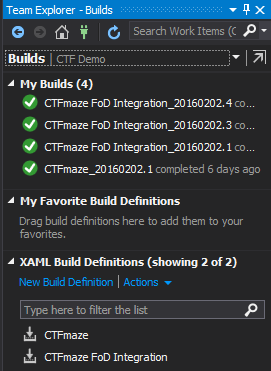 Team Explorer - Builds
Search Work Items (C
Builds | CTF Demo
My Builds (4)
CTFmaze FoD Integration_20160202.4 co...
CTFmaze FoD Integration_20160202.3 co...
CTFmaze FoD Integration_20160202.1 co...
CTFmaze_20160202.1 completed 6 days ago
My Favorite Build Definitions
Drag build definitions here to add them to your
favorites.
XAML Build Definitions (showing 2 of 2)
New Build Definition | Actions
Type here to filter the list
CTFmaze
CTFmaze FoD Integration